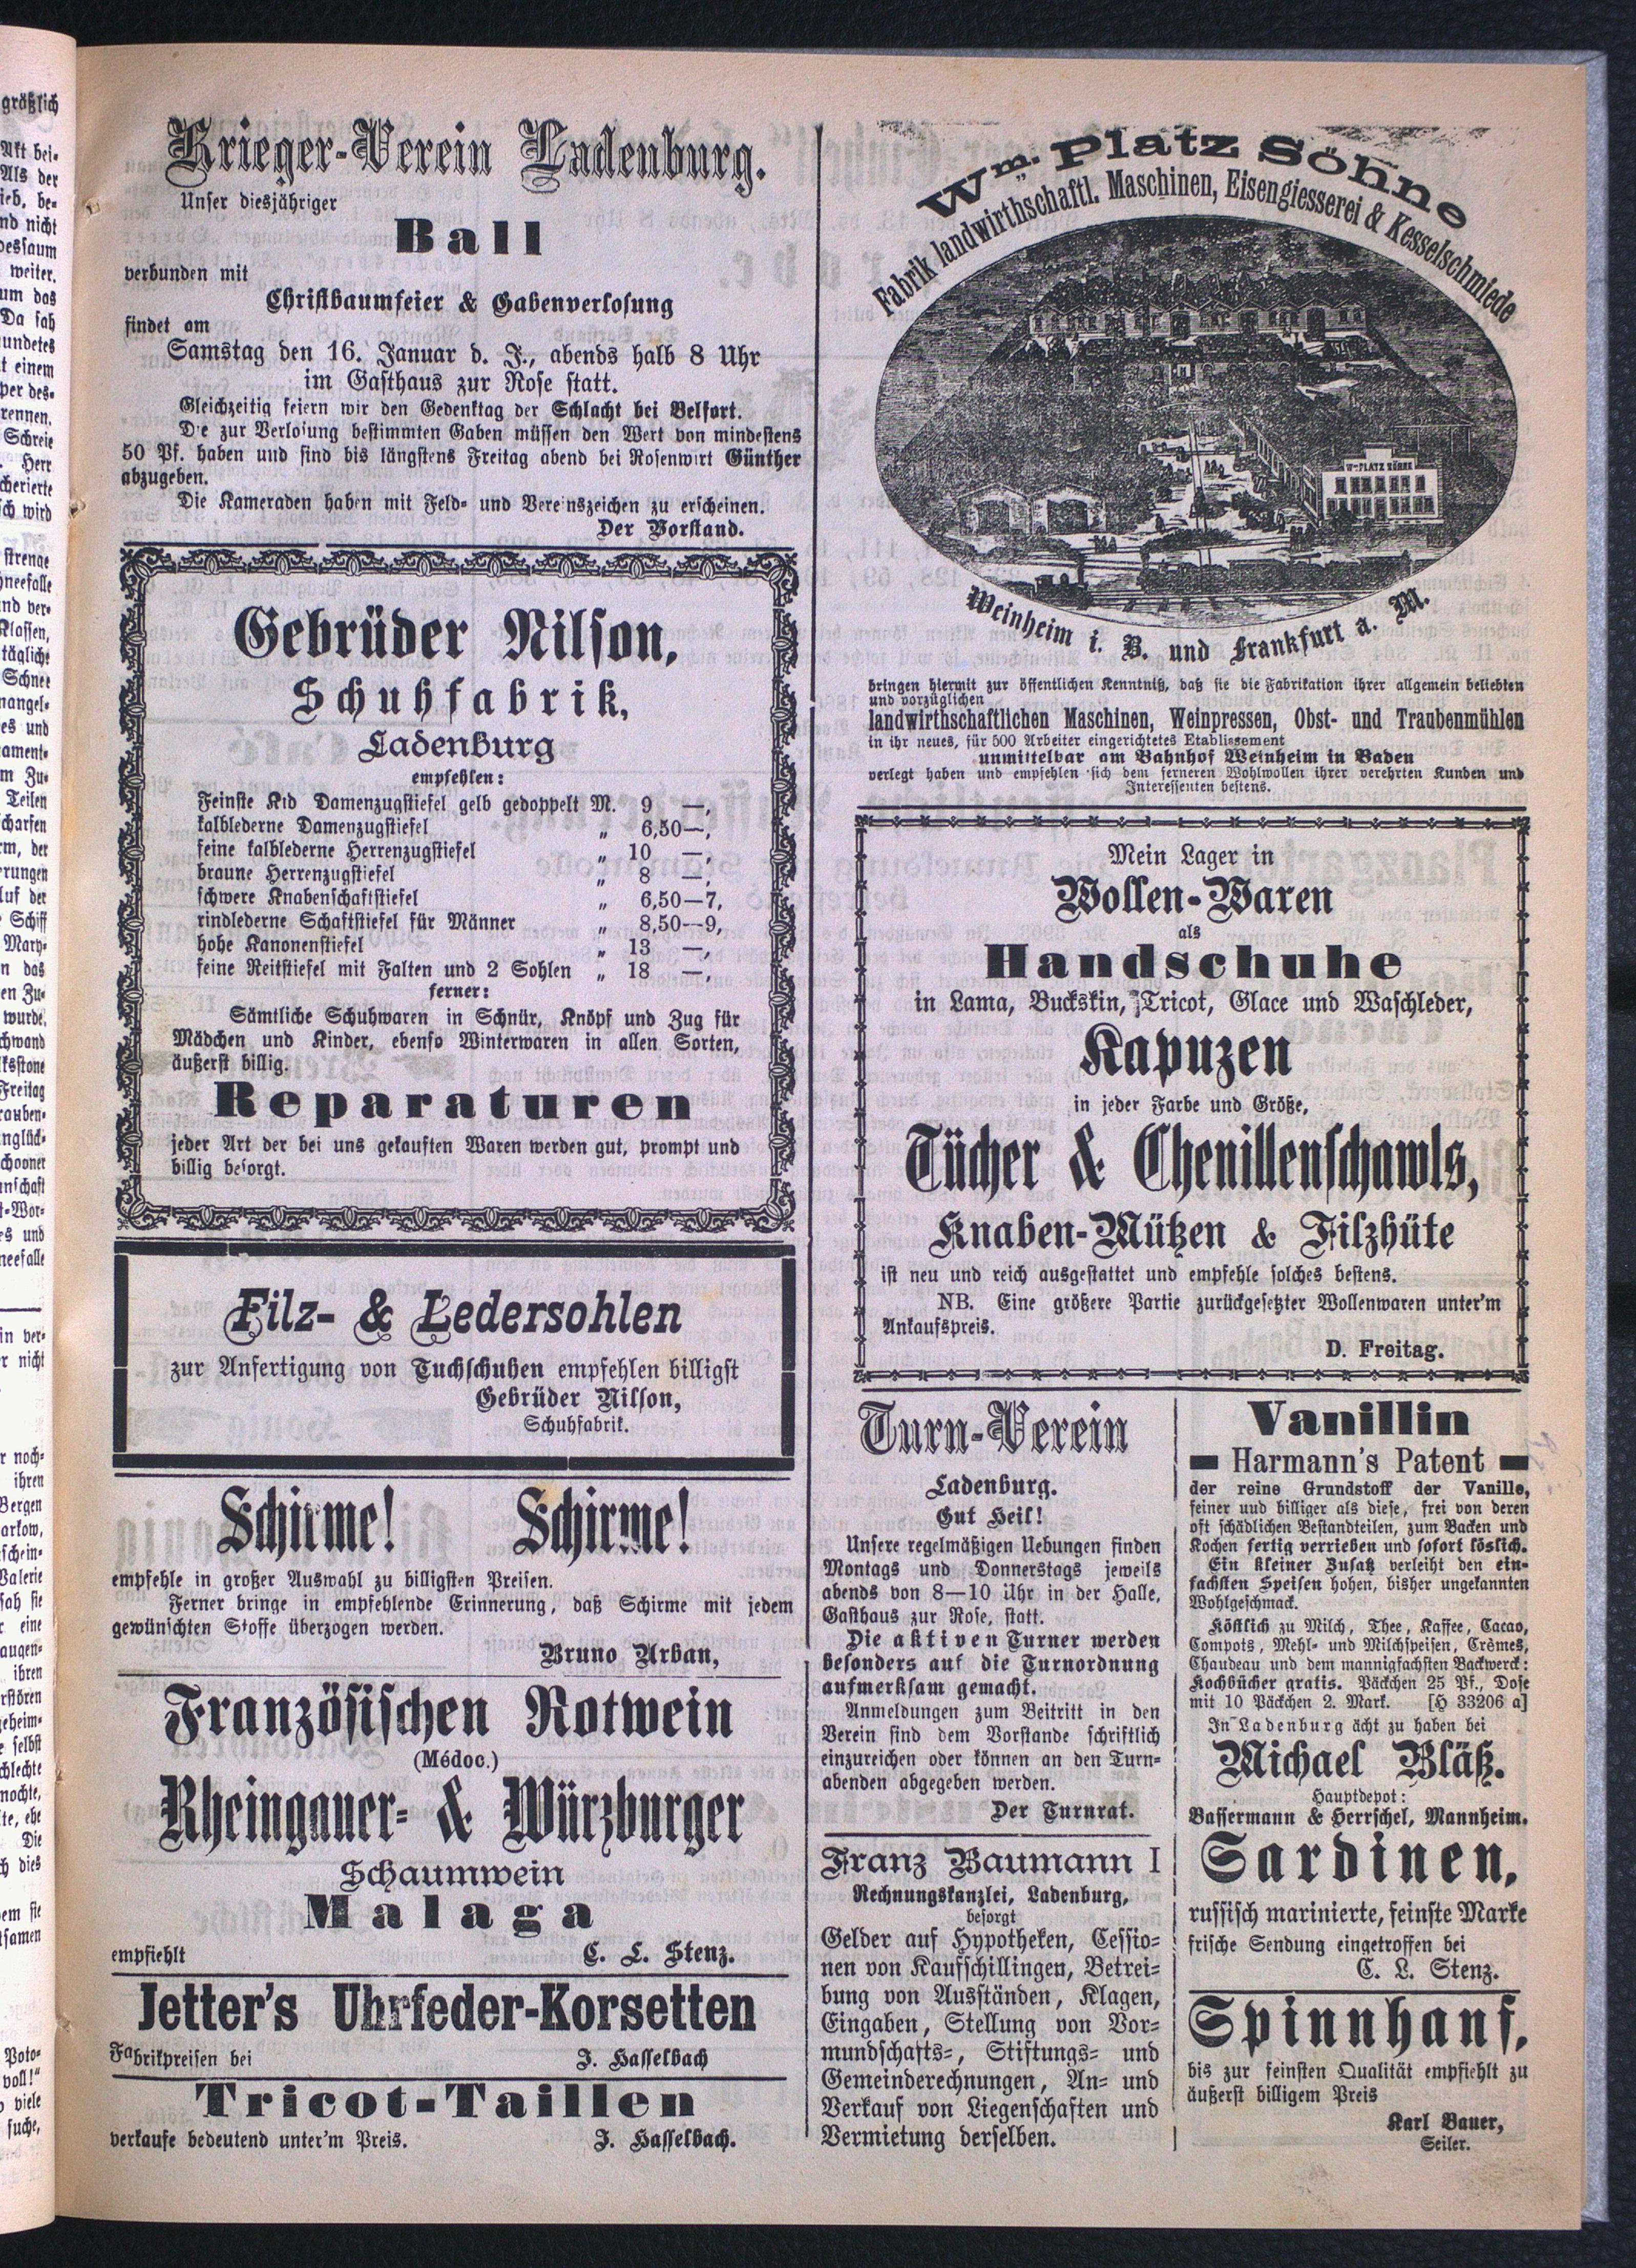 Krieger-Verein Ladenburg.
Unser diesjähriger
Ball
verbunden mit
Christbaumfeier & Gabenverlosung
findet am
Samstag den 16. Januar d. J., abends halb 8 Uhr
im Gasthaus zur Rose statt.
Gleichzeitig feiern wir den Gedenktag der Schlacht bei Belfort.
Die zur Verlosung bestimmten Gaben müssen den Wert von mindestens
50 Pf. haben und sind bis längstens Freitag abend bei Rosenwirt Günther
abzugeben.
Die Kameraden haben mit Feld- und Vereinszeichen zu erscheinen.
Der Vorstand.
Gebrüder Nilson,
Schuhfabrik,
Ladenburg
empfehlen:
Feinste Kid Damenzugstiefel gelb gedoppelt M. 9 —,
kalblederne Damenzugstiefel „ 6,50—,
feine kalblederne Herrenzugstiefel „ 10 —,
braune Herrenzugstiefel „ 8 —,
schwere Knabenschaftstiefel „ 6,50—7,
rindlederne Schaftstiefel für Männer „ 8,50—9,
hohe Kanonenstiefel „ 13 —,
feine Reitstiefel mit Falten und 2 Sohlen „ 18 —,
ferner:
Sämtliche Schuhwaren in Schnür, Knöpf und Zug für
Mädchen und Kinder, ebenso Winterwaren in allen Sorten,
äußerst billig.
Reparaturen
jeder Art der bei uns gekauften Waren werden gut, prompt und
billig besorgt.
Filz- & Ledersohlen
zur Anfertigung von Tuchschuhen empfehlen billigst
Gebrüder Nilson,
Schuhfabrik.
Schirme! Schirme!
empfehle in großer Auswahl zu billigsten Preisen.
Ferner bringe in empfehlende Erinnerung, daß Schirme mit jedem
gewünschten Stoffe überzogen werden.
Bruno Urban,
Französischen Rotwein
(Médoc.)
Rheingauer- & Würzburger
Schaumwein
Malaga
empfiehlt C. L. Stenz.
Jetter's Uhrfeder-Korsetten
Fabrikpreisen bei J. Hasselbach
Tricot-Taillen
verkaufe bedeutend unter'm Preis. J. Hasselbach.
Wm. Platz Söhne
Fabrik landwirthschaftl. Maschinen, Eisengiesserei & Kesselschmiede
Wm PLATZ SÖHNE
Weinheim i. B. und Frankfurt a. M.
bringen hiermit zur öffentlichen Kenntniß, daß sie die Fabrikation ihrer allgemein beliebten
und vorzüglichen
landwirthschaftlichen Maschinen, Weinpressen, Obst- und Traubenmühlen
in ihr neues, für 500 Arbeiter eingerichtetes Etablissement
unmittelbar am Bahnhof Weinheim in Baden
verlegt haben und empfehlen sich dem ferneren Wohlwollen ihrer verehrten Kunden und
Interessenten bestens.
Mein Lager in
Wollen-Waren
als
Handschuhe
in Lama, Buckskin, Tricot, Glace und Waschleder,
Kapuzen
in jeder Farbe und Größe,
Tücher & Chenillenschawls,
Knaben-Mützen & Filzhüte
ist neu und reich ausgestattet und empfehle solches bestens.
NB. Eine größere Partie zurückgesetzter Wollenwaren unter'm
Ankaufspreis.
D. Freitag.
Turn-Verein
Ladenburg.
Gut Heil!
Unsere regelmäßigen Uebungen finden
Montags und Donnerstags jeweils
abends von 8—10 Uhr in der Halle,
Gasthaus zur Rose, statt.
Die aktiven Turner werden
besonders auf die Turnordnung
aufmerksam gemacht.
Anmeldungen zum Beitritt in den
Verein sind dem Vorstande schriftlich
einzureichen oder können an den Turn-
abenden abgegeben werden.
Der Turnrat.
Franz Baumann I
Rechnungskanzlei, Ladenburg,
besorgt
Gelder auf Hypotheken, Cessio-
nen von Kaufschillingen, Betrei-
bung von Ausständen, Klagen,
Eingaben, Stellung von Vor-
mundschafts-, Stiftungs- und
Gemeinderechnungen, An- und
Verkauf von Liegenschaften und
Vermietung derselben.
Vanillin
Harmann's Patent
der reine Grundstoff der Vanille,
feiner und billiger als diese, frei von deren
oft schädlichen Bestandteilen, zum Backen und
Kochen fertig verrieben und sofort löslich.
Ein kleiner Zusatz verleiht den ein-
fachsten Speisen hohen, bisher ungekannten
Wohlgeschmack.
Köstlich zu Milch, Thee, Kaffee, Cacao,
Compots, Mehl- und Milchspeisen, Crêmes,
Chaudeau und dem mannigfachsten Backwerck:
Kochbücher gratis. Päckchen 25 Pf., Dose
mit 10 Päckchen 2. Mark. [H 33206 a]
In Ladenburg ächt zu haben bei
Michael Bläß.
Hauptdepot:
Bassermann & Herrschel, Mannheim.
Sardinen,
russisch marinierte, feinste Marke
frische Sendung eingetroffen bei
C. L. Stenz.
Spinnhanf,
bis zur feinsten Qualität empfiehlt zu
äußerst billigem Preis
Karl Bauer,
Seiler.